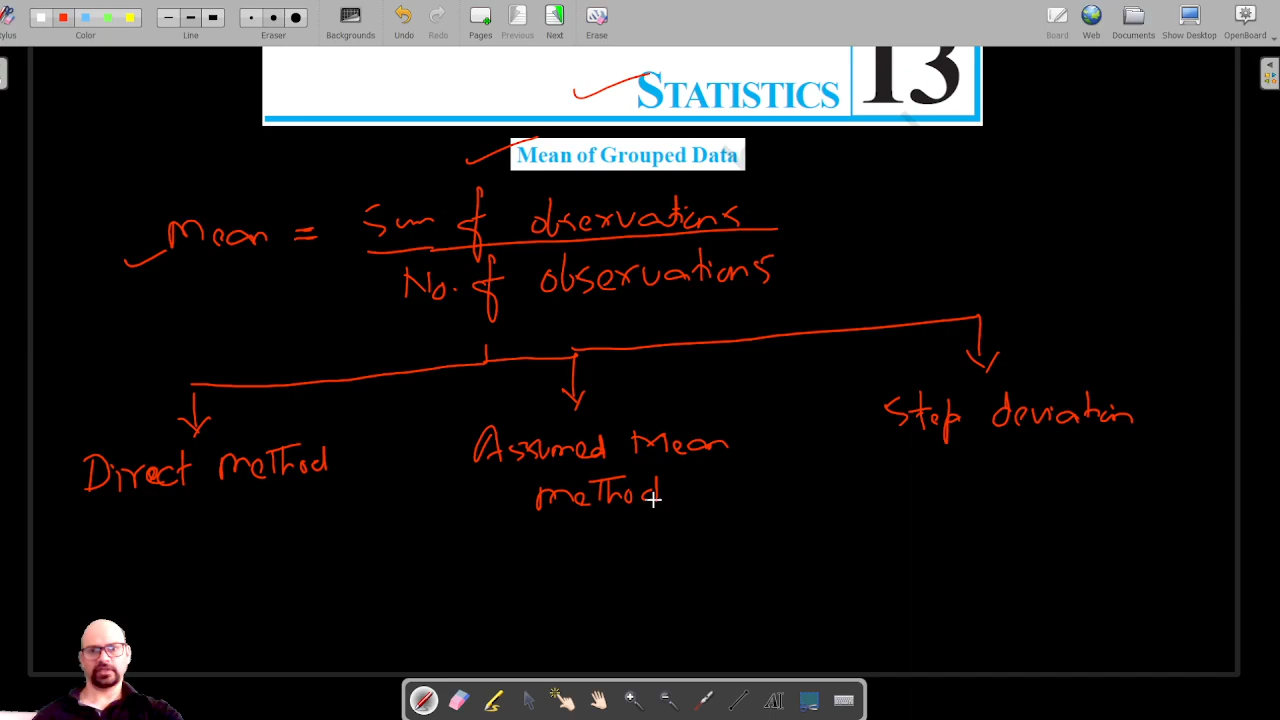 Stylus
Color
Line
Eraser
Backgrounds
Undo
Redo
Pages
Previous
Next
Erase
Board
Web
Documents
Show Desktop
OpenBoard
STATISTICS 13
Mean of Grouped Data
Mean = Sum of observations
No. of observations
Direct method
Assumed Mean
method
Step deviation
AI